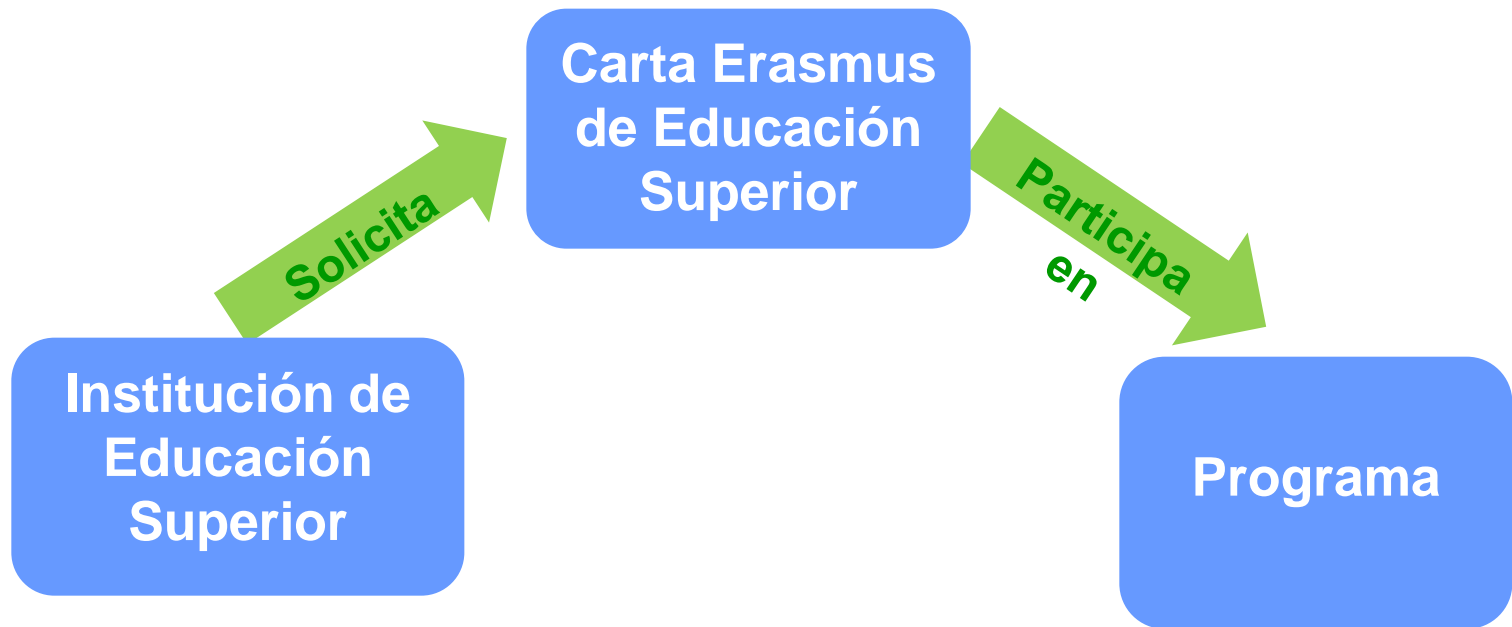 Carta Erasmus
de Educación
Superior
Solicita
Participa
en
Institución de
Educación
Superior
Programa